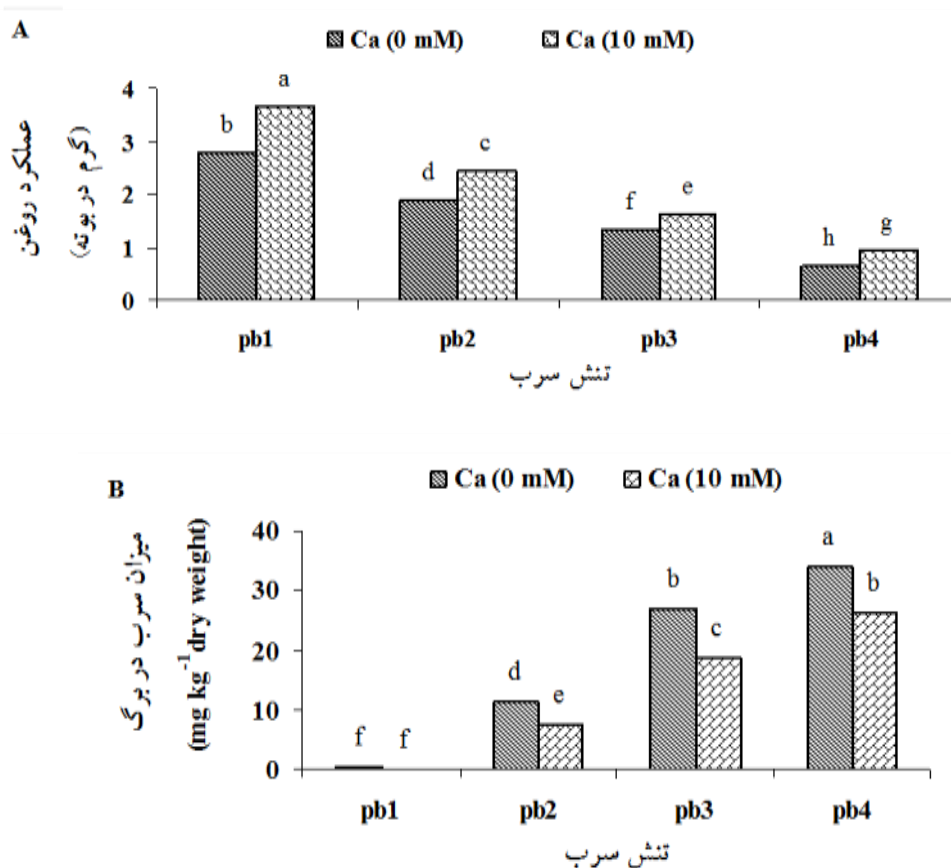 A
Ca (0 mM) Ca (10 mM)
عملکرد روغن
(گرم در بوته)
4
3
2
1
0
b a d c f e h g
pb1 pb2 pb3 pb4
تنش سرب
B
Ca (0 mM) Ca (10 mM)
میزان سرب در برگ
(mg kg-1 dry weight)
40
30
20
10
0
f f d e b c a b
pb1 pb2 pb3 pb4
تنش سرب